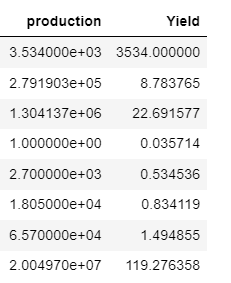 production Yield
3.534000e+03 3534.000000
2.791903e+05 8.783765
1.304137e+06 22.691577
1.000000e+00 0.035714
2.700000e+03 0.534536
1.805000e+04 0.834119
6.570000e+04 1.494855
2.004970e+07 119.276358